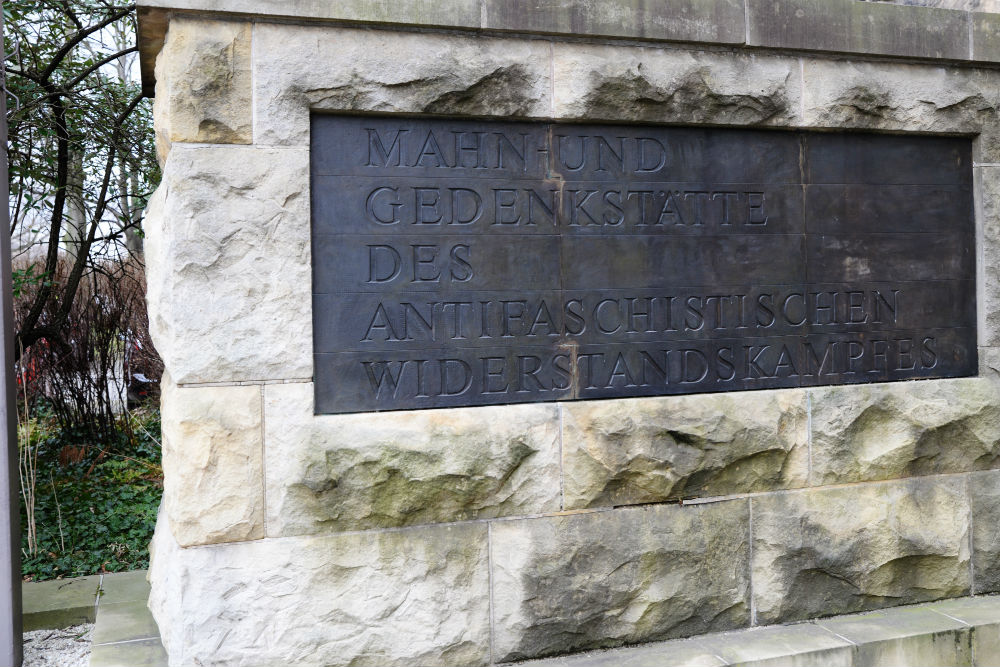 MAHN-UND
GEDENKSTÄTTE
DES
ANTIFASCHISTISCHEN
WIDERSTANDSKAMPFES